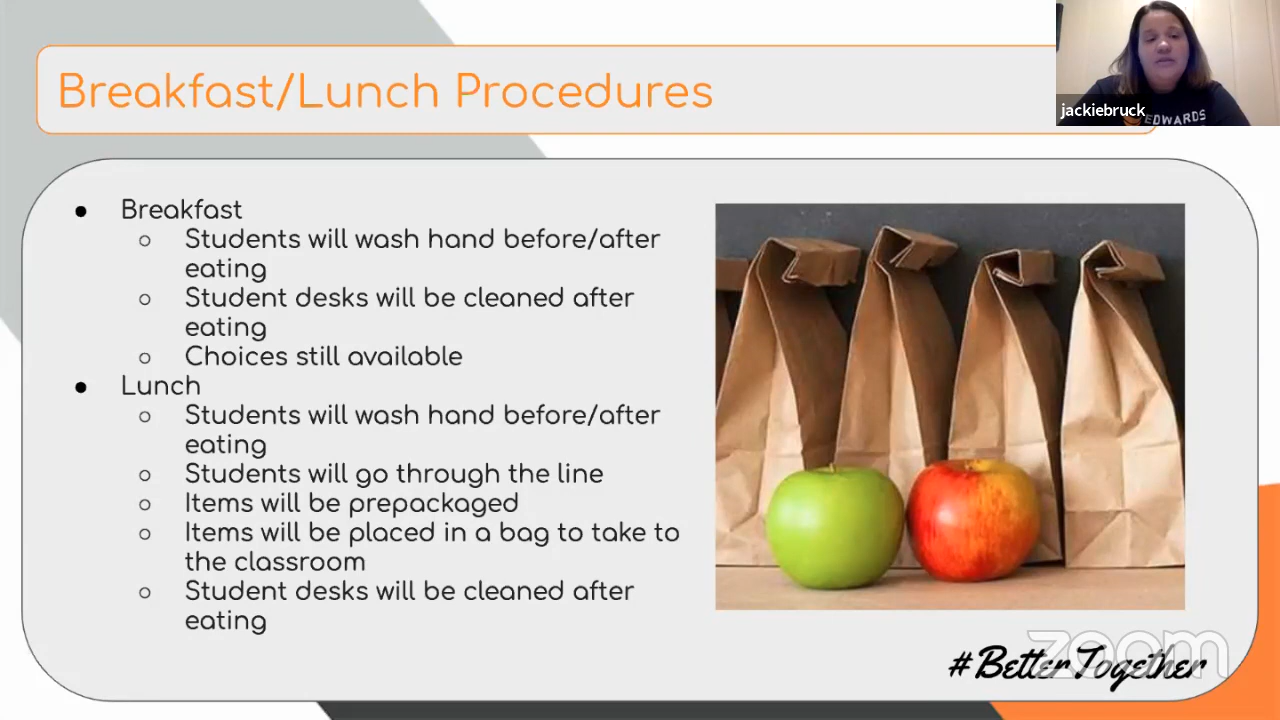 Breakfast/Lunch Procedures
jackiebruck
EDWARDS
● Breakfast
○ Students will wash hand before/after
eating
○ Student desks will be cleaned after
eating
○ Choices still available
● Lunch
○ Students will wash hand before/after
eating
○ Students will go through the line
○ Items will be prepackaged
○ Items will be placed in a bag to take to
the classroom
○ Student desks will be cleaned after
eating
zoom
#BetterTogether